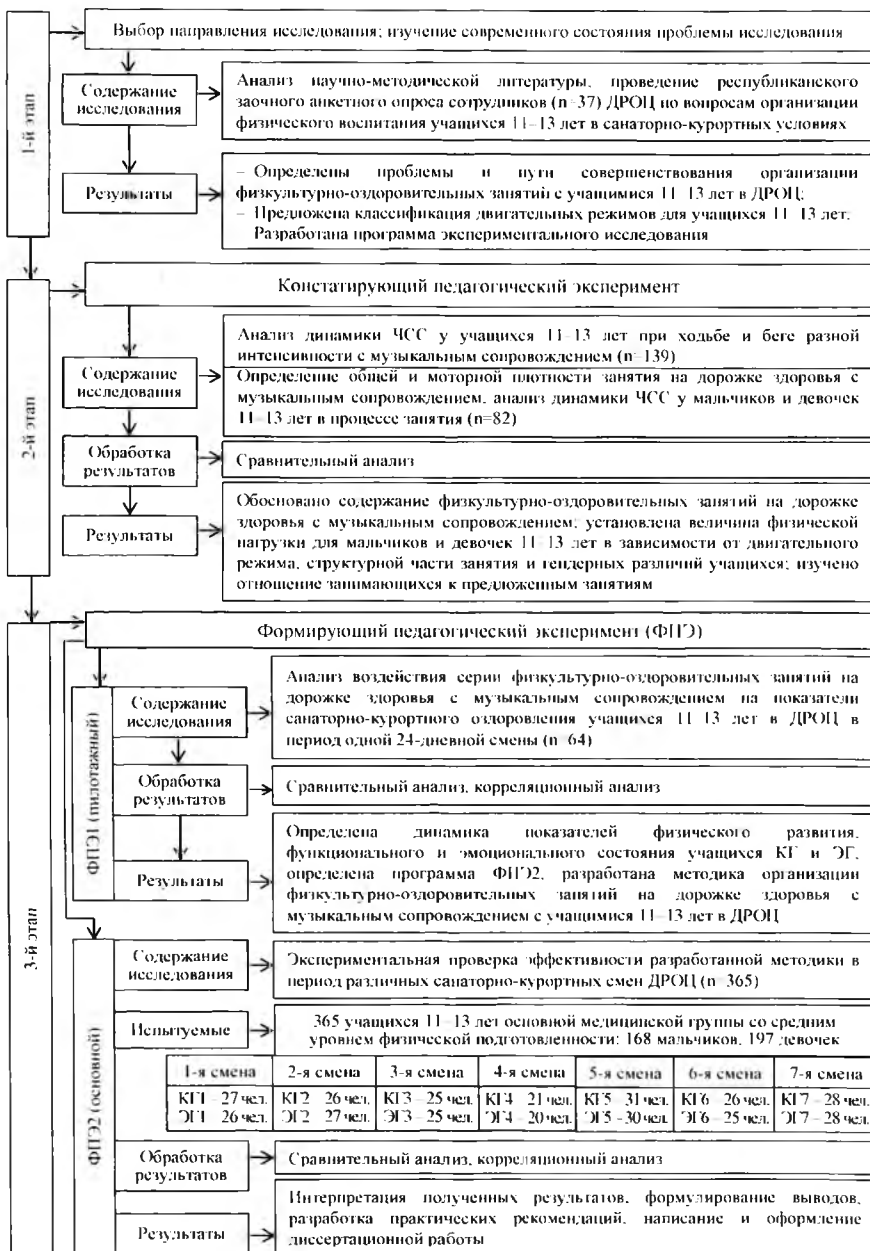 1-й этап
Выбор направления исследования; изучение современного состояния проблемы исследования
Содержание
исследования
Анализ научно-методической литературы, проведение республиканского
заочного анкетного опроса сотрудников (n=37) ДРОЦ по вопросам организации
физического воспитания учащихся 11–13 лет в санаторно-курортных условиях
Результаты
– Определены проблемы и пути совершенствования организации
физкультурно-оздоровительных занятий с учащимися 11–13 лет в ДРОЦ;
– Предложена классификация двигательных режимов для учащихся 11–13 лет.
Разработана программа экспериментального исследования
2-й этап
Констатирующий педагогический эксперимент
Содержание
исследования
Анализ динамики ЧСС у учащихся 11–13 лет при ходьбе и беге разной
интенсивности с музыкальным сопровождением (n=139)
Определение общей и моторной плотности занятия на дорожке здоровья с
музыкальным сопровождением, анализ динамики ЧСС у мальчиков и девочек
11–13 лет в процессе занятия (n=82)
Обработка
результатов
Сравнительный анализ
Результаты
Обосновано содержание физкультурно-оздоровительных занятий на дорожке
здоровья с музыкальным сопровождением; установлена величина физической
нагрузки для мальчиков и девочек 11–13 лет в зависимости от двигательного
режима, структурной части занятия и гендерных различий учащихся; изучено
отношение занимающихся к предложенным занятиям
3-й этап
Формирующий педагогический эксперимент (ФПЭ)
ФПЭ1 (пилотажный)
Содержание
исследования
Анализ воздействия серии физкультурно-оздоровительных занятий на
дорожке здоровья с музыкальным сопровождением на показатели
санаторно-курортного оздоровления учащихся 11–13 лет в ДРОЦ в
период одной 24-дневной смены (n=64)
Обработка
результатов
Сравнительный анализ, корреляционный анализ
Результаты
Определена динамика показателей физического развития,
функционального и эмоционального состояния учащихся КГ и ЭГ,
определена программа ФПЭ2, разработана методика организации
физкультурно-оздоровительных занятий на дорожке здоровья с
музыкальным сопровождением с учащимися 11–13 лет в ДРОЦ
ФПЭ2 (основной)
Содержание
исследования
Экспериментальная проверка эффективности разработанной методики в
период различных санаторно-курортных смен ДРОЦ (n=365)
Испытуемые
365 учащихся 11–13 лет основной медицинской группы со средним
уровнем физической подготовленности: 168 мальчиков, 197 девочек
1-я смена 2-я смена 3-я смена 4-я смена 5-я смена 6-я смена 7-я смена
КГ1 – 27 чел. КГ2 – 26 чел. КГ3 – 25 чел. КГ4 – 21 чел. КГ5 – 31 чел. КГ6 – 26 чел. КГ7 – 28 чел.
ЭГ1 – 26 чел. ЭГ2 – 27 чел. ЭГ3 – 25 чел. ЭГ4 – 20 чел. ЭГ5 – 30 чел. ЭГ6 – 25 чел. ЭГ7 – 28 чел.
Обработка
результатов
Сравнительный анализ, корреляционный анализ
Результаты
Интерпретация полученных результатов, формулирование выводов,
разработка практических рекомендаций, написание и оформление
диссертационной работы